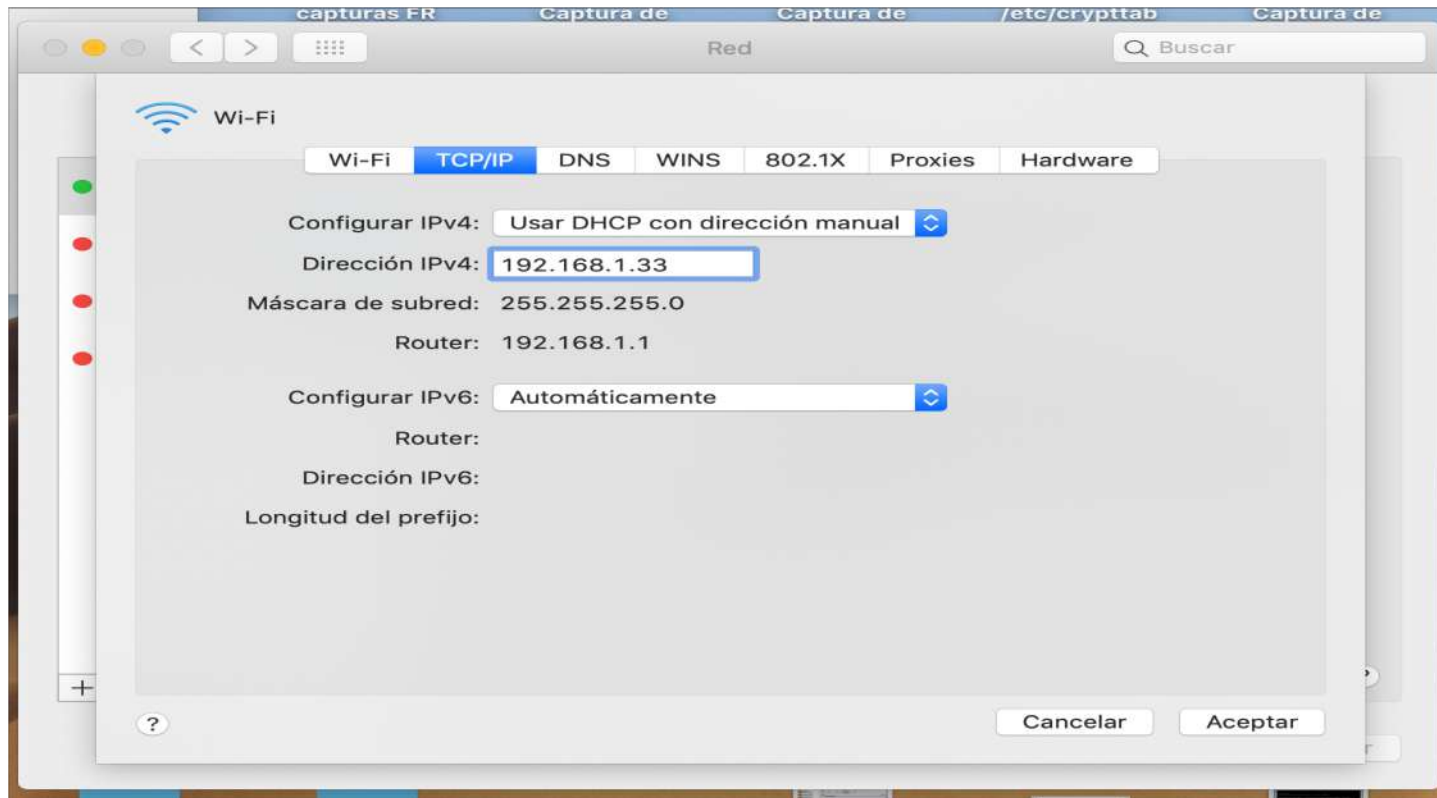 capturas FR Captura de Captura de /etc/crypttab Captura de
Red
Buscar
Wi-Fi
Wi-Fi TCP/IP DNS WINS 802.1X Proxies Hardware
Configurar IPv4: Usar DHCP con dirección manual
Dirección IPv4: 192.168.1.33
Máscara de subred: 255.255.255.0
Router: 192.168.1.1
Configurar IPv6: Automáticamente
Router:
Dirección IPv6:
Longitud del prefijo:
+
?
Cancelar Aceptar